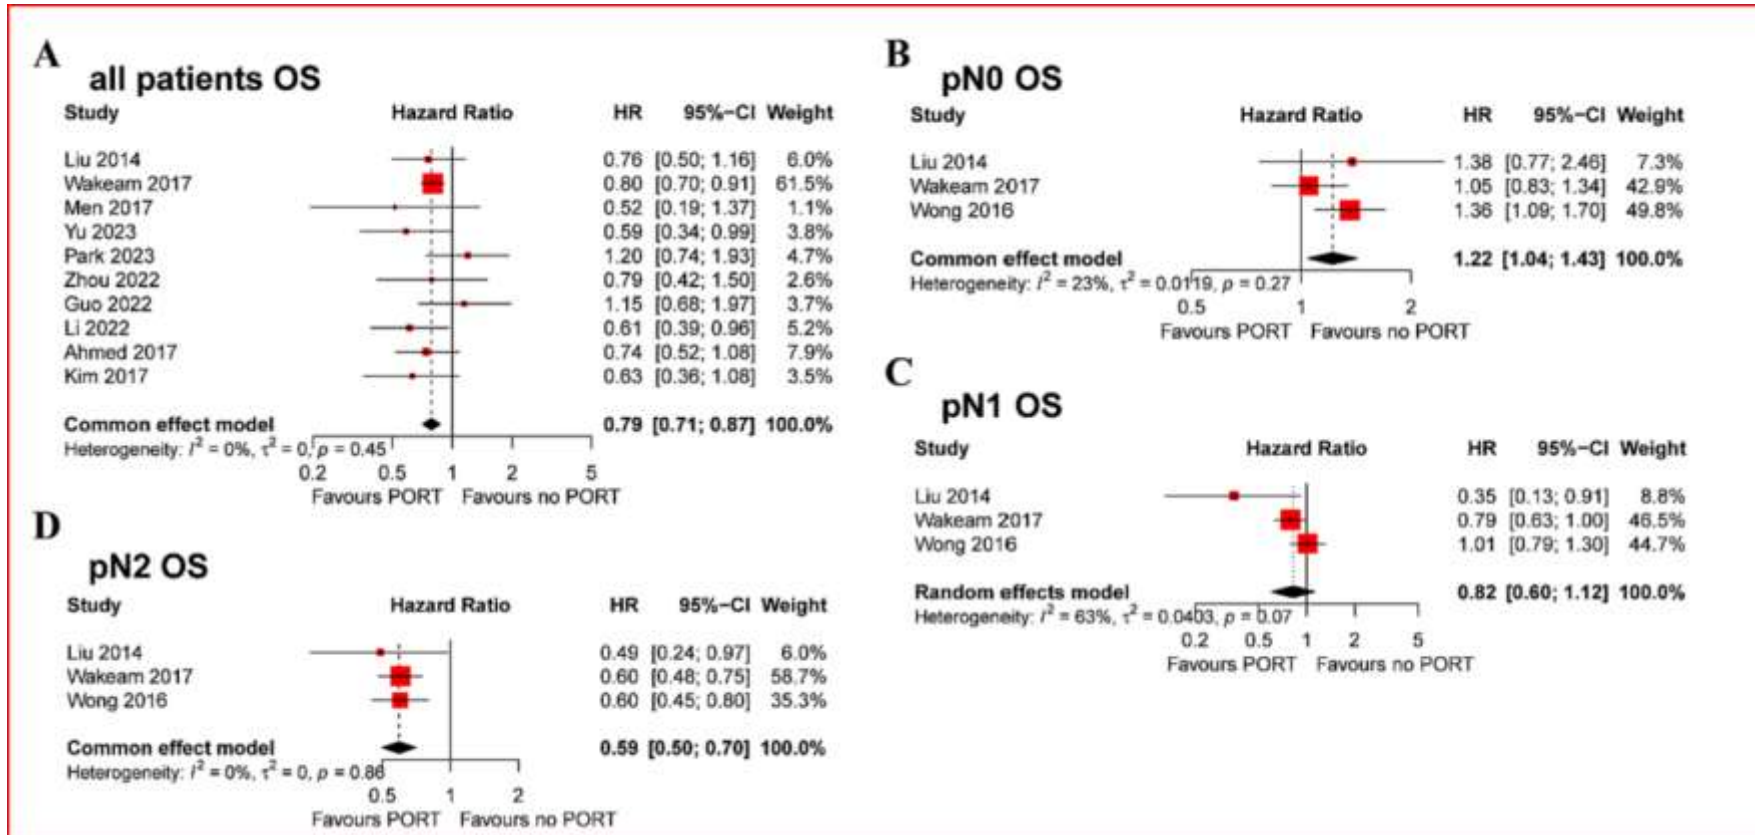 A
all patients OS
Study Hazard Ratio HR 95%−CI Weight
Liu 2014 0.76 [0.50; 1.16] 6.0%
Wakeam 2017 0.80 [0.70; 0.91] 61.5%
Men 2017 0.52 [0.19; 1.37] 1.1%
Yu 2023 0.59 [0.34; 0.99] 3.8%
Park 2023 1.20 [0.74; 1.93] 4.7%
Zhou 2022 0.79 [0.42; 1.50] 2.6%
Guo 2022 1.15 [0.68; 1.97] 3.7%
Li 2022 0.61 [0.39; 0.96] 5.2%
Ahmed 2017 0.74 [0.52; 1.08] 7.9%
Kim 2017 0.63 [0.36; 1.08] 3.5%
Common effect model 0.79 [0.71; 0.87] 100.0%
Heterogeneity: I² = 0%, τ² = 0, p = 0.45
0.2 0.5 1 2 5
Favours PORT Favours no PORT
B
pN0 OS
Study Hazard Ratio HR 95%−CI Weight
Liu 2014 1.38 [0.77; 2.46] 7.3%
Wakeam 2017 1.05 [0.83; 1.34] 42.9%
Wong 2016 1.36 [1.09; 1.70] 49.8%
Common effect model 1.22 [1.04; 1.43] 100.0%
Heterogeneity: I² = 23%, τ² = 0.0119, p = 0.27
0.5 1 2
Favours PORT Favours no PORT
C
pN1 OS
Study Hazard Ratio HR 95%−CI Weight
Liu 2014 0.35 [0.13; 0.91] 8.8%
Wakeam 2017 0.79 [0.63; 1.00] 46.5%
Wong 2016 1.01 [0.79; 1.30] 44.7%
Random effects model 0.82 [0.60; 1.12] 100.0%
Heterogeneity: I² = 63%, τ² = 0.0403, p = 0.07
0.2 0.5 1 2 5
Favours PORT Favours no PORT
D
pN2 OS
Study Hazard Ratio HR 95%−CI Weight
Liu 2014 0.49 [0.24; 0.97] 6.0%
Wakeam 2017 0.60 [0.48; 0.75] 58.7%
Wong 2016 0.60 [0.45; 0.80] 35.3%
Common effect model 0.59 [0.50; 0.70] 100.0%
Heterogeneity: I² = 0%, τ² = 0, p = 0.86
0.5 1 2
Favours PORT Favours no PORT